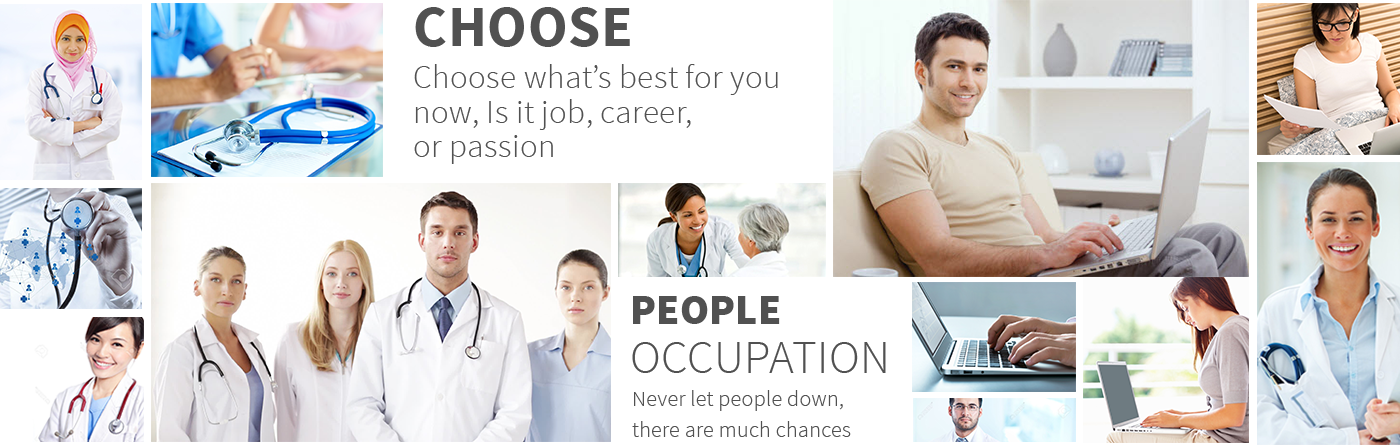 CHOOSE
Choose what’s best for you
now, Is it job, career,
or passion
PEOPLE
OCCUPATION
Never let people down,
there are much chances